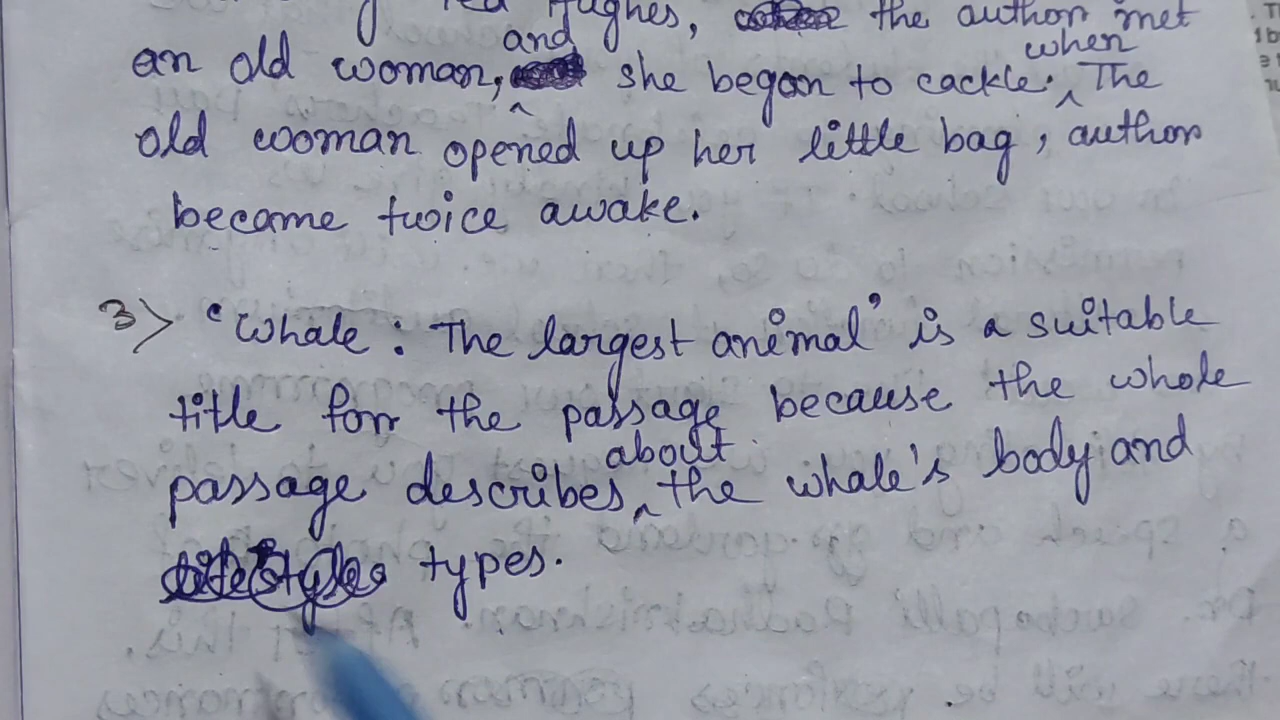 Hughes, the author met
an old woman, and she began to cackle. when The
old woman opened up her little bag, author
became twice awake.
3> 'Whale: The largest animal' is a suitable
title for the passage because the whole
passage describes about the whale's body and
types.